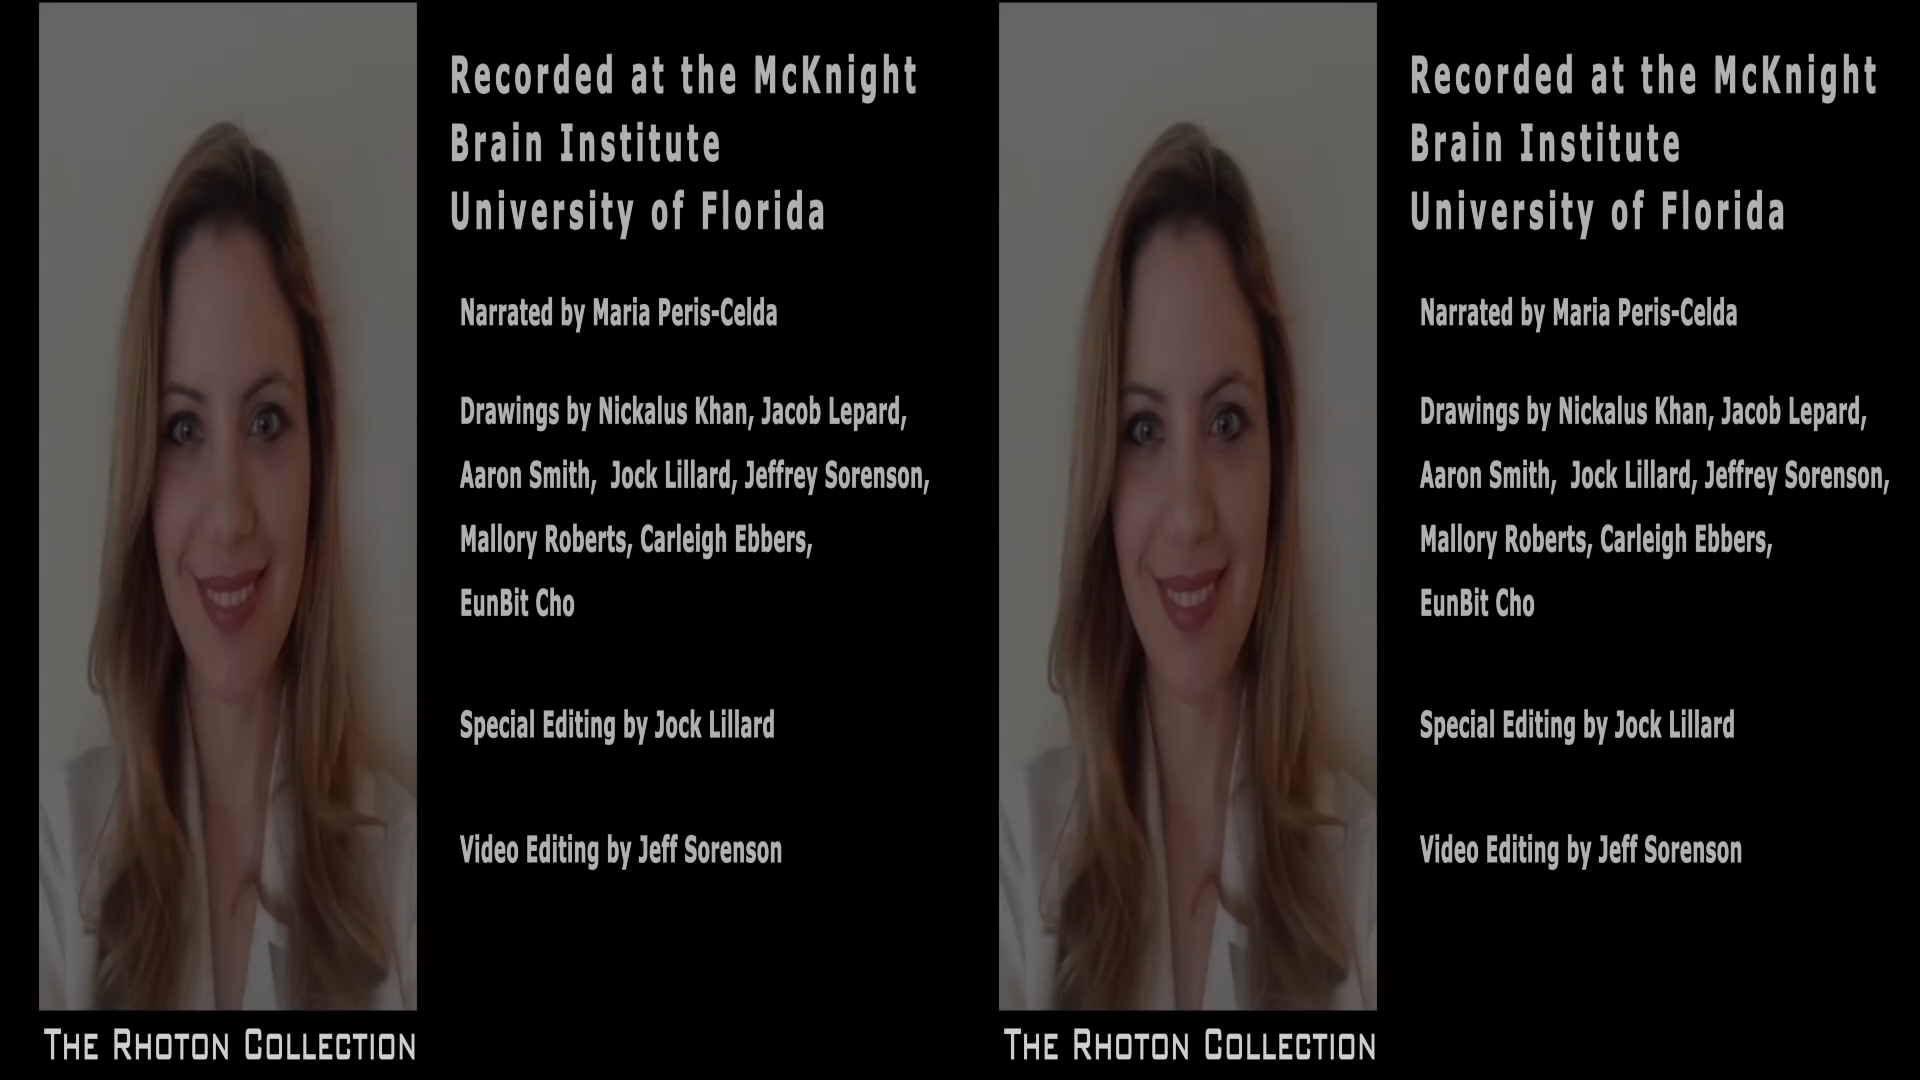 Recorded at the McKnight
Brain Institute
University of Florida
Narrated by Maria Peris-Celda
Drawings by Nickalus Khan, Jacob Lepard,
Aaron Smith,  Jock Lillard, Jeffrey Sorenson,
Mallory Roberts, Carleigh Ebbers,
EunBit Cho
Special Editing by Jock Lillard
Video Editing by Jeff Sorenson
The Rhoton Collection
Recorded at the McKnight
Brain Institute
University of Florida
Narrated by Maria Peris-Celda
Drawings by Nickalus Khan, Jacob Lepard,
Aaron Smith,  Jock Lillard, Jeffrey Sorenson,
Mallory Roberts, Carleigh Ebbers,
EunBit Cho
Special Editing by Jock Lillard
Video Editing by Jeff Sorenson
The Rhoton Collection